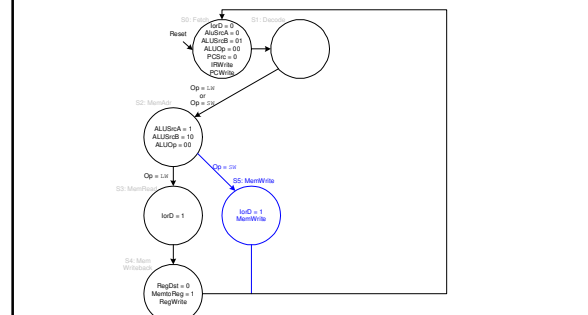 S0: Fetch
S1: Decode
Reset
IorD = 0
AluSrcA = 0
ALUSrcB = 01
ALUOp = 00
PCSrc = 0
IRWrite
PCWrite
Op = LW
or
Op = SW
S2: MemAdr
ALUSrcA = 1
ALUSrcB = 10
ALUOp = 00
Op = SW
Op = LW
S5: MemWrite
S3: MemRead
IorD = 1
IorD = 1
MemWrite
S4: Mem
Writeback
RegDst = 0
MemtoReg = 1
RegWrite